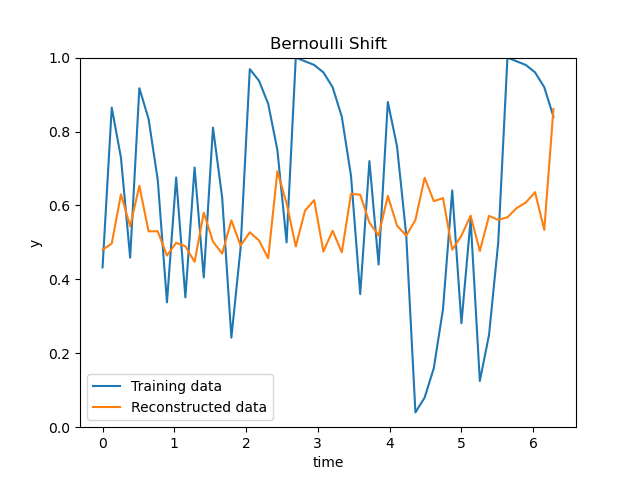 Bernoulli Shift
1.0
0.8
0.6
0.4
0.2
0.0
y
Training data
Reconstructed data
0 1 2 3 4 5 6
time